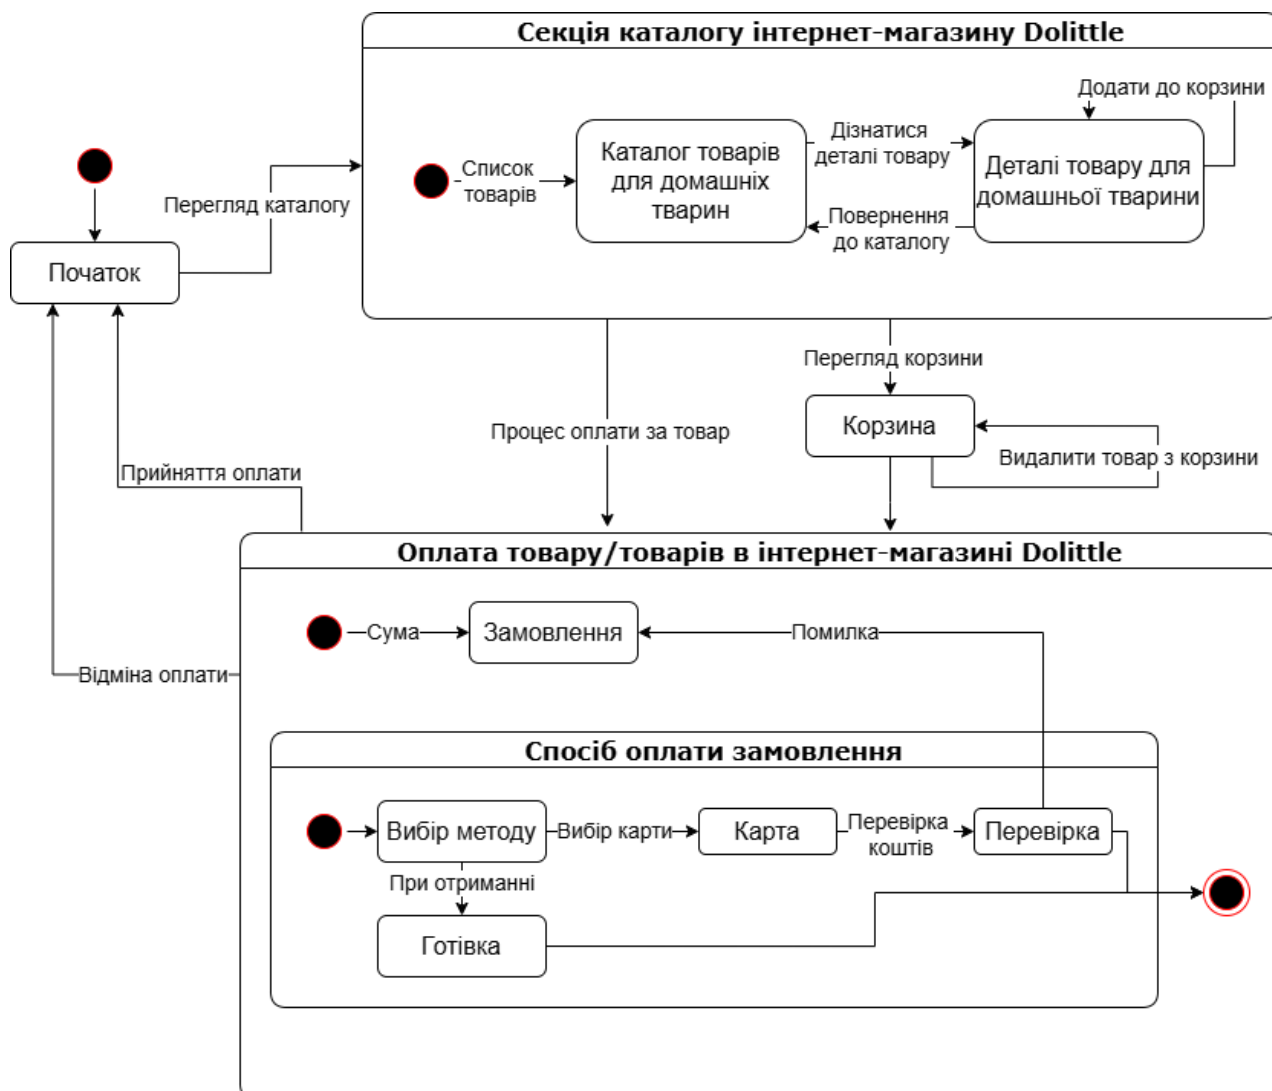 Секція каталогу інтернет-магазину Dolittle
Додати до корзини
Дізнатися
деталі товару
Каталог товарів
для домашніх
тварин
Деталі товару для
домашньої тварини
Список
товарів
Перегляд каталогу
Повернення
до каталогу
Початок
Перегляд корзини
Корзина
Процес оплати за товар
Видалити товар з корзини
Прийняття оплати
Оплата товару/товарів в інтернет-магазині Dolittle
Сума
Замовлення
Помилка
Відміна оплати
Спосіб оплати замовлення
Вибір методу
Вибір карти
Карта
Перевірка
коштів
Перевірка
При отриманні
Готівка